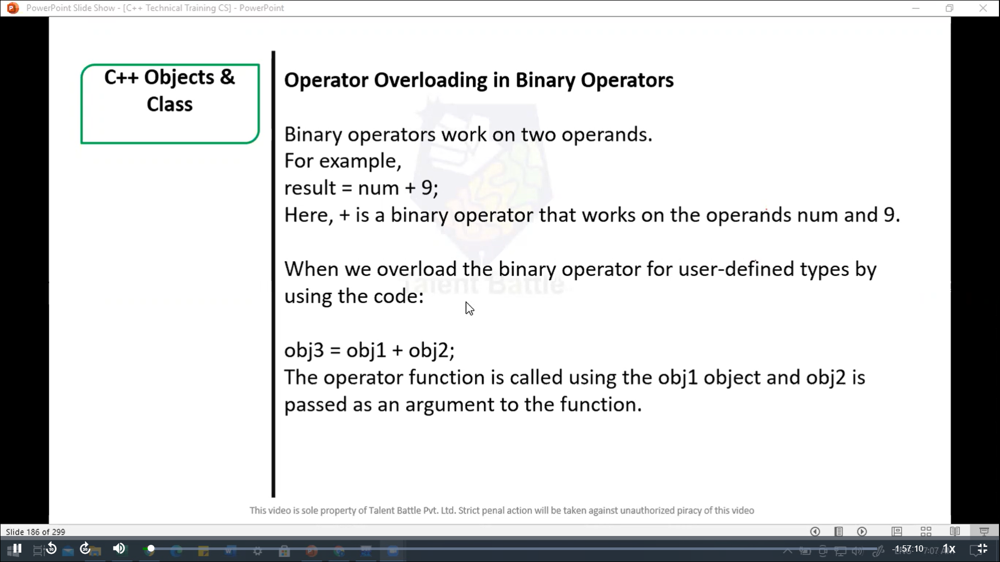 PowerPoint Slide Show - [C++ Technical Training CS] - PowerPoint
C++ Objects &
Class
Operator Overloading in Binary Operators
Binary operators work on two operands.
For example,
result = num + 9;
Here, + is a binary operator that works on the operands num and 9.
When we overload the binary operator for user-defined types by
using the code:
Talent Battle
obj3 = obj1 + obj2;
The operator function is called using the obj1 object and obj2 is
passed as an argument to the function.
This video is sole property of Talent Battle Pvt. Ltd. Strict penal action will be taken against unauthorized piracy of this video
Slide 186 of 299
10
30
-1:57:10
1x